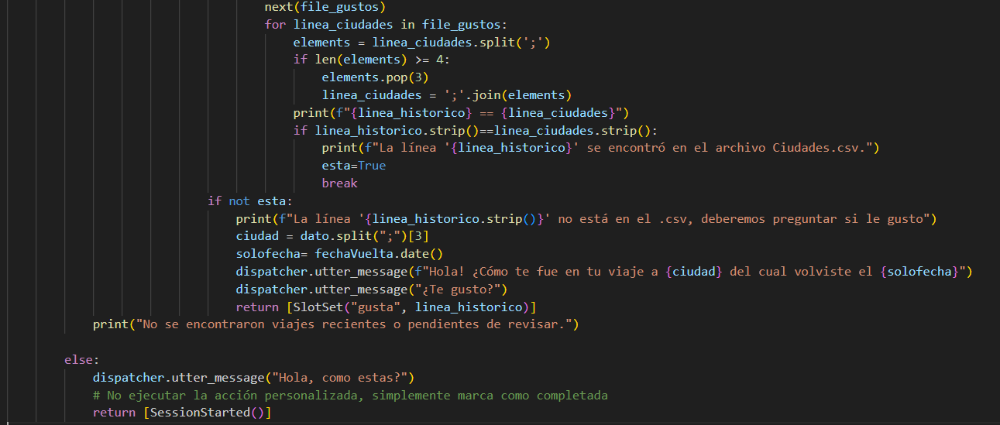 next(file_gustos)
for linea_ciudades in file_gustos:
elements = linea_ciudades.split(';')
if len(elements) >= 4:
elements.pop(3)
linea_ciudades = ';'.join(elements)
print(f"{linea_historico} == {linea_ciudades}")
if linea_historico.strip()==linea_ciudades.strip():
print(f"La línea '{linea_historico}' se encontró en el archivo Ciudades.csv.")
esta=True
break
if not esta:
print(f"La línea '{linea_historico.strip()}' no está en el .csv, deberemos preguntar si le gusto")
ciudad = dato.split(";")[3]
solofecha= fechaVuelta.date()
dispatcher.utter_message(f"Hola! ¿Cómo te fue en tu viaje a {ciudad} del cual volviste el {solofecha}")
dispatcher.utter_message("¿Te gusto?")
return [SlotSet("gusta", linea_historico)]
print("No se encontraron viajes recientes o pendientes de revisar.")
else:
dispatcher.utter_message("Hola, como estas?")
# No ejecutar la acción personalizada, simplemente marca como completada
return [SessionStarted()]